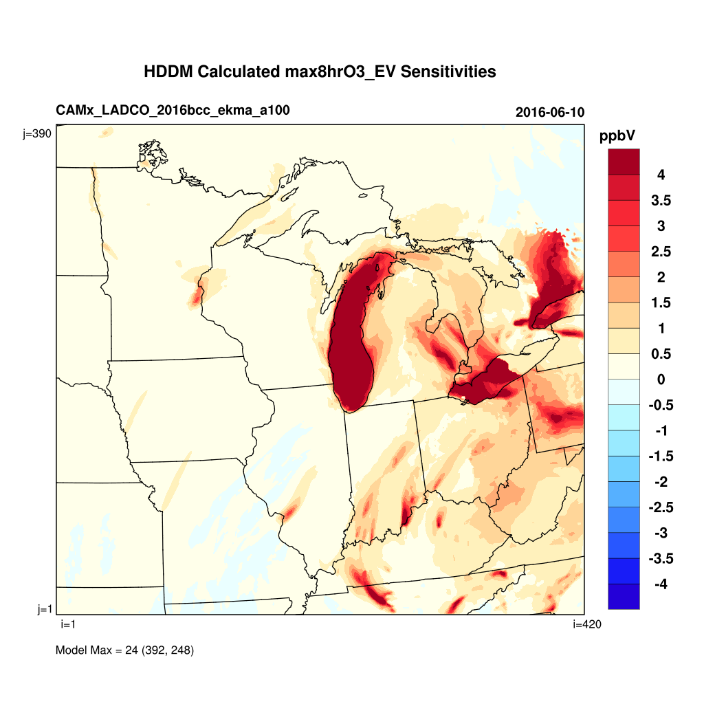 HDDM Calculated max8hrO3_EV Sensitivities
CAMx_LADCO_2016bcc_ekma_a100
2016-06-10
ppbV
j=390
4
3.5
3
2.5
2
1.5
1
0.5
0
-0.5
-1
-1.5
-2
-2.5
-3
-3.5
-4
j=1
i=1
i=420
Model Max = 24 (392, 248)